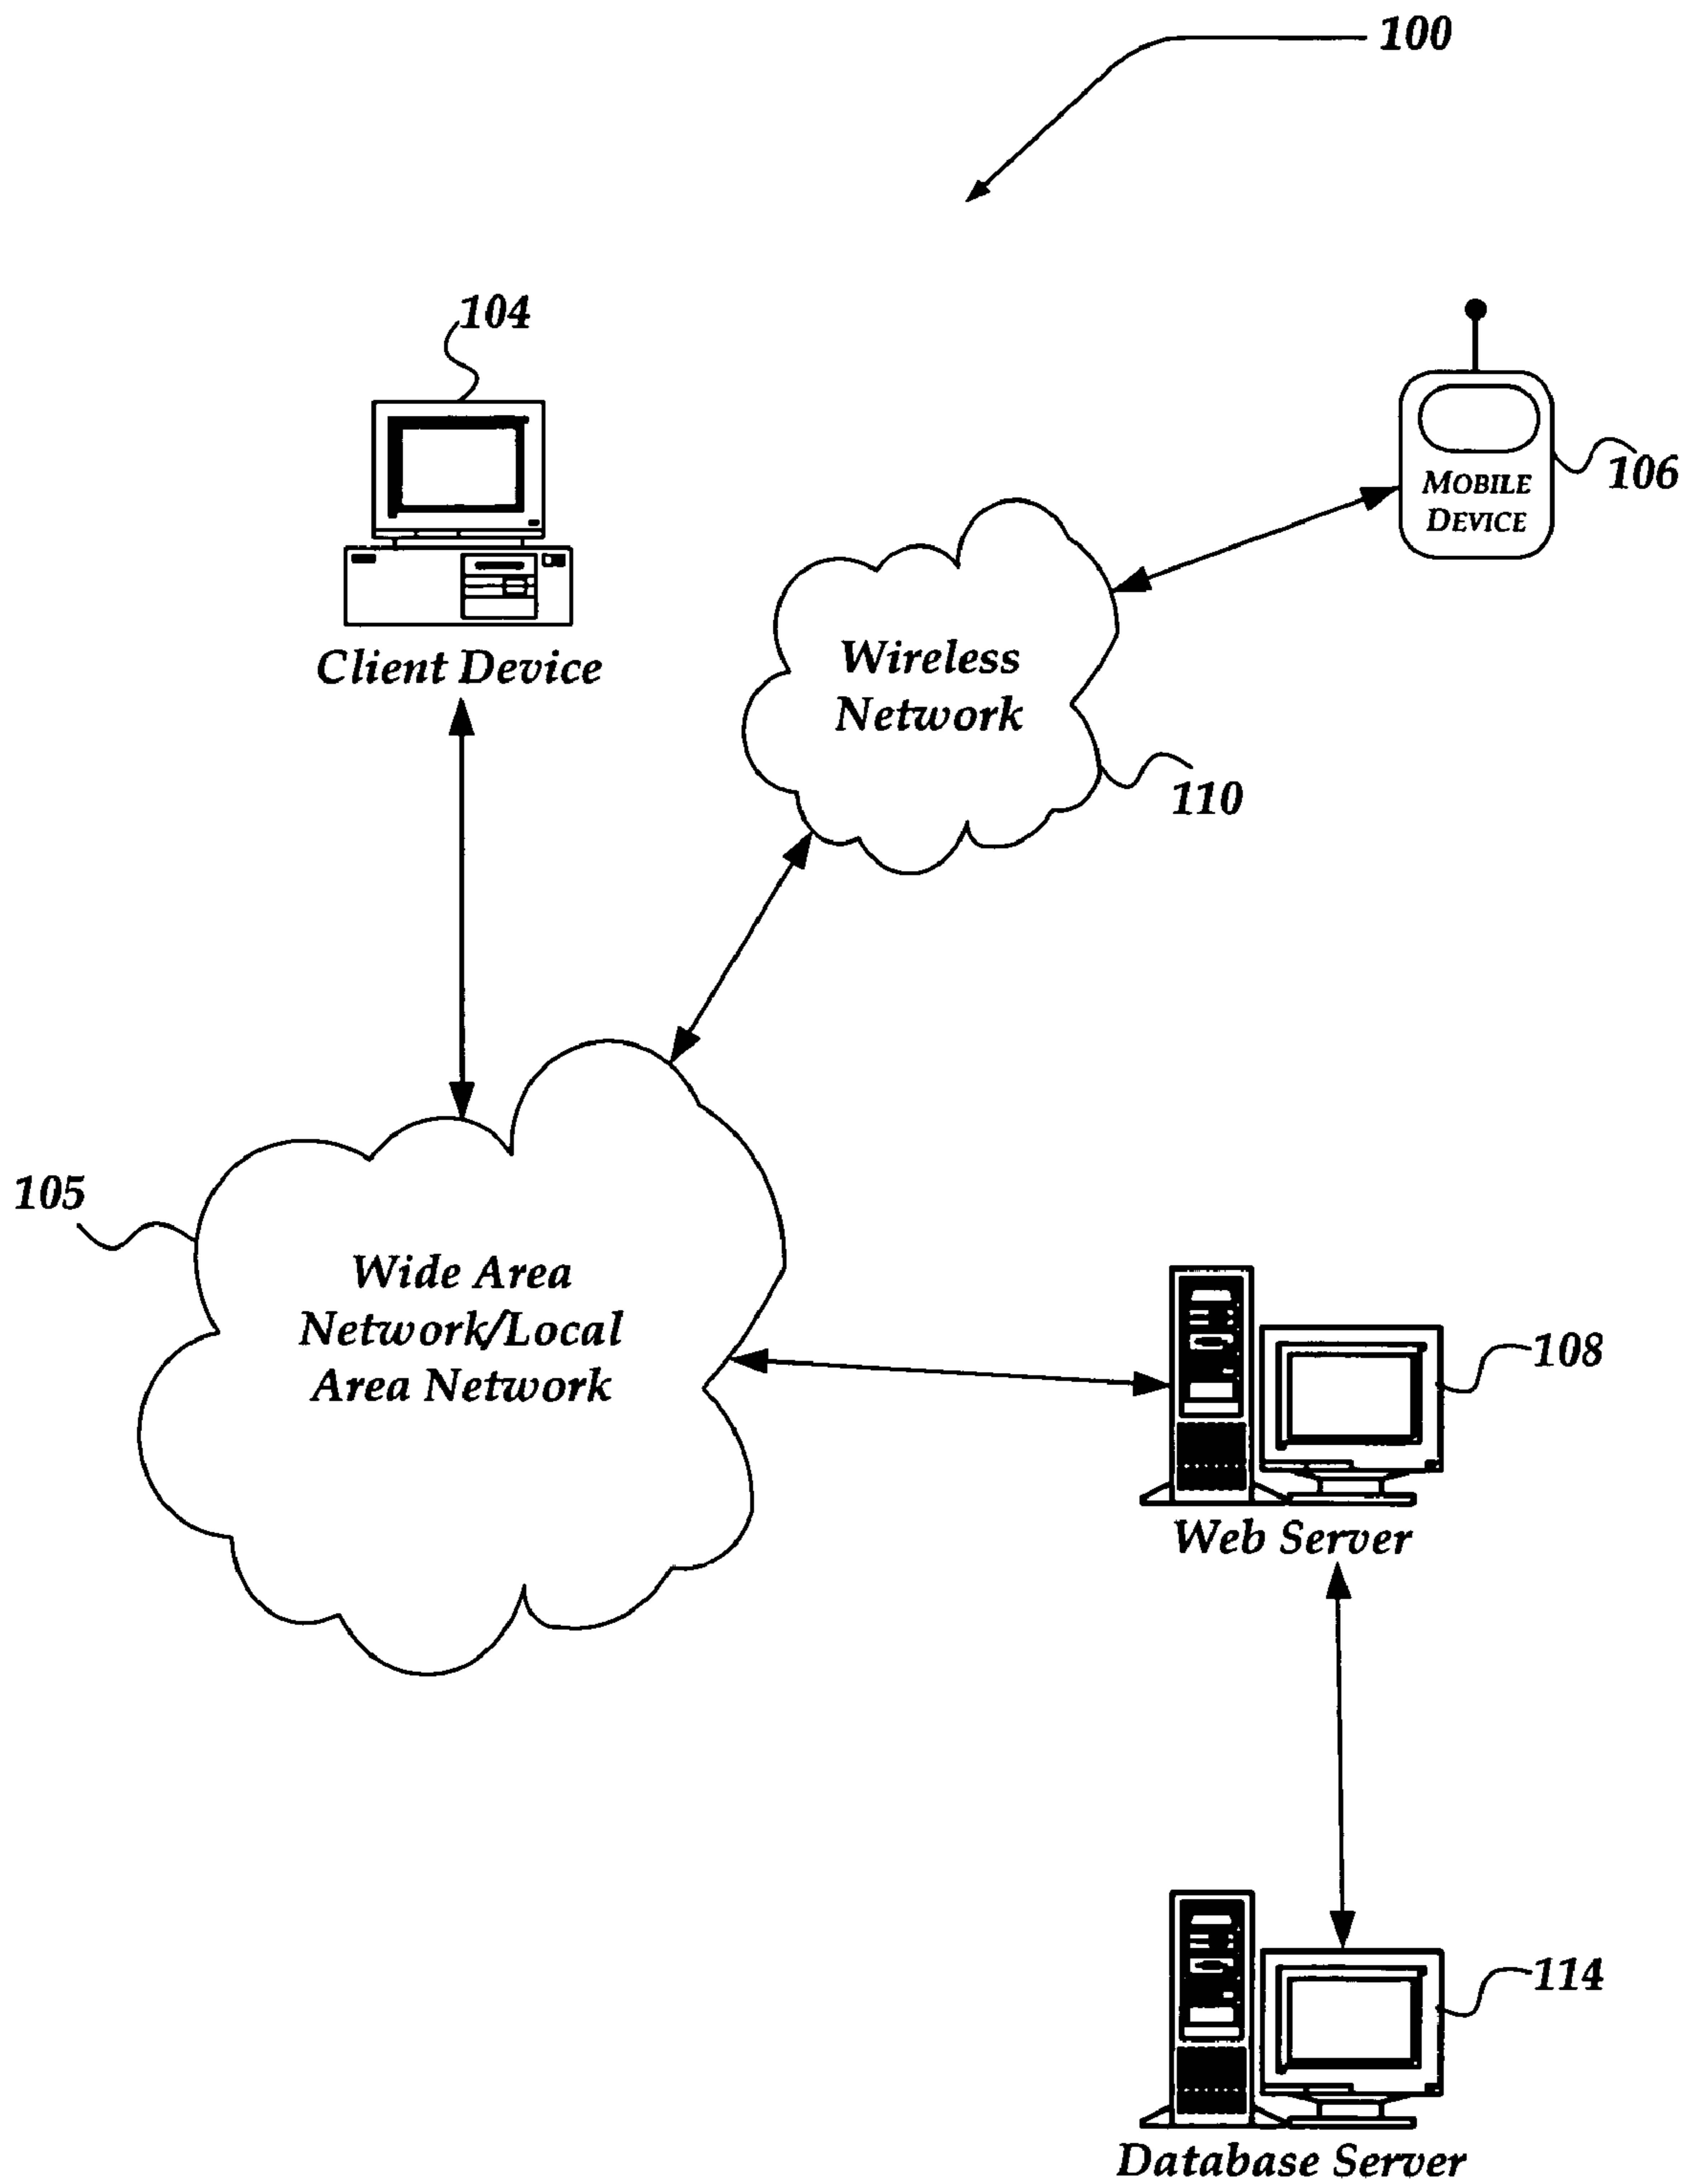 100
104
106
MOBILE
DEVICE
Client Device
Wireless
Network
110
105
Wide Area
Network/Local
Area Network
108
Web Server
114
Database Server